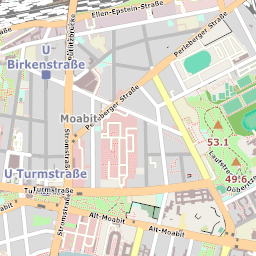 Ellen-Epstein-Straße
Perleberger Straße
U
Birkenstraße
Perleberger Straße
Moabit
53.1
Stromstraße
U Turmstraße
49.6
Turmstraße
Stromstraße
Alt-Moabit
Alt-Moabit